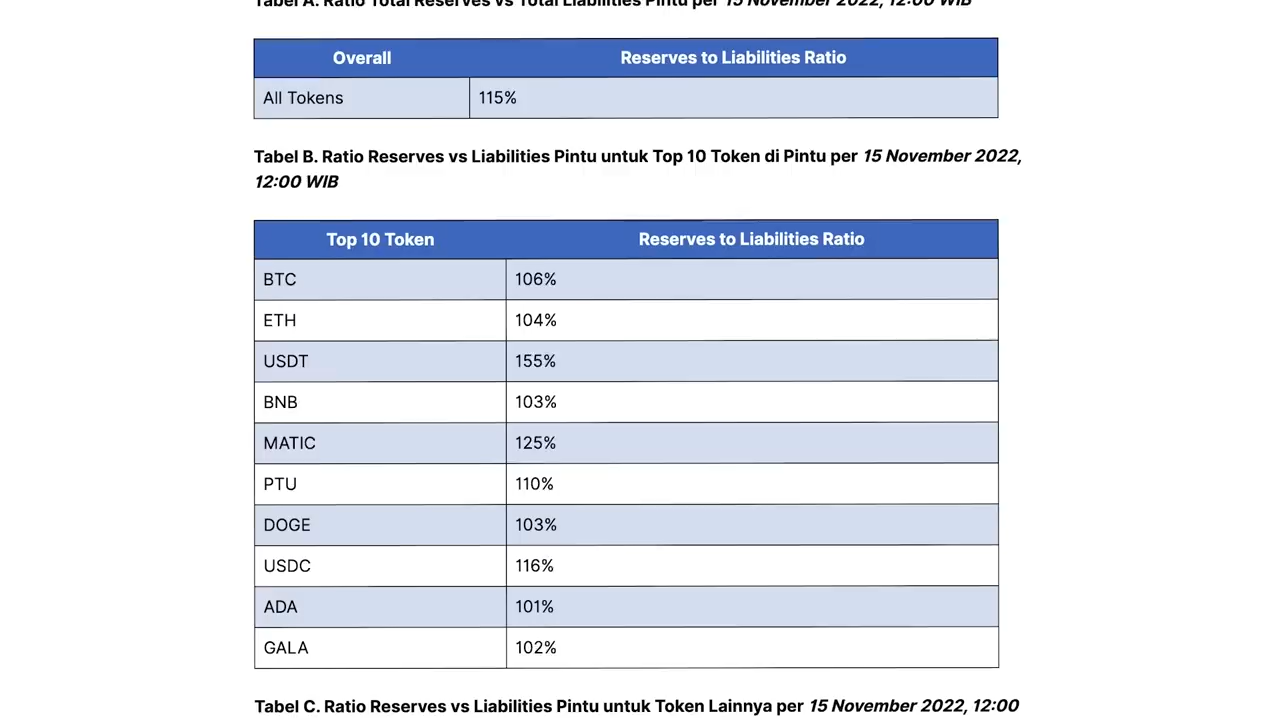 Tabel A. Ratio Total Reserves vs Total Liabilities Pintu per 15 November 2022, 12:00 WIB
Overall Reserves to Liabilities Ratio
All Tokens 115%
Tabel B. Ratio Reserves vs Liabilities Pintu untuk Top 10 Token di Pintu per 15 November 2022,
12:00 WIB
Top 10 Token Reserves to Liabilities Ratio
BTC 106%
ETH 104%
USDT 155%
BNB 103%
MATIC 125%
PTU 110%
DOGE 103%
USDC 116%
ADA 101%
GALA 102%
Tabel C. Ratio Reserves vs Liabilities Pintu untuk Token Lainnya per 15 November 2022, 12:00